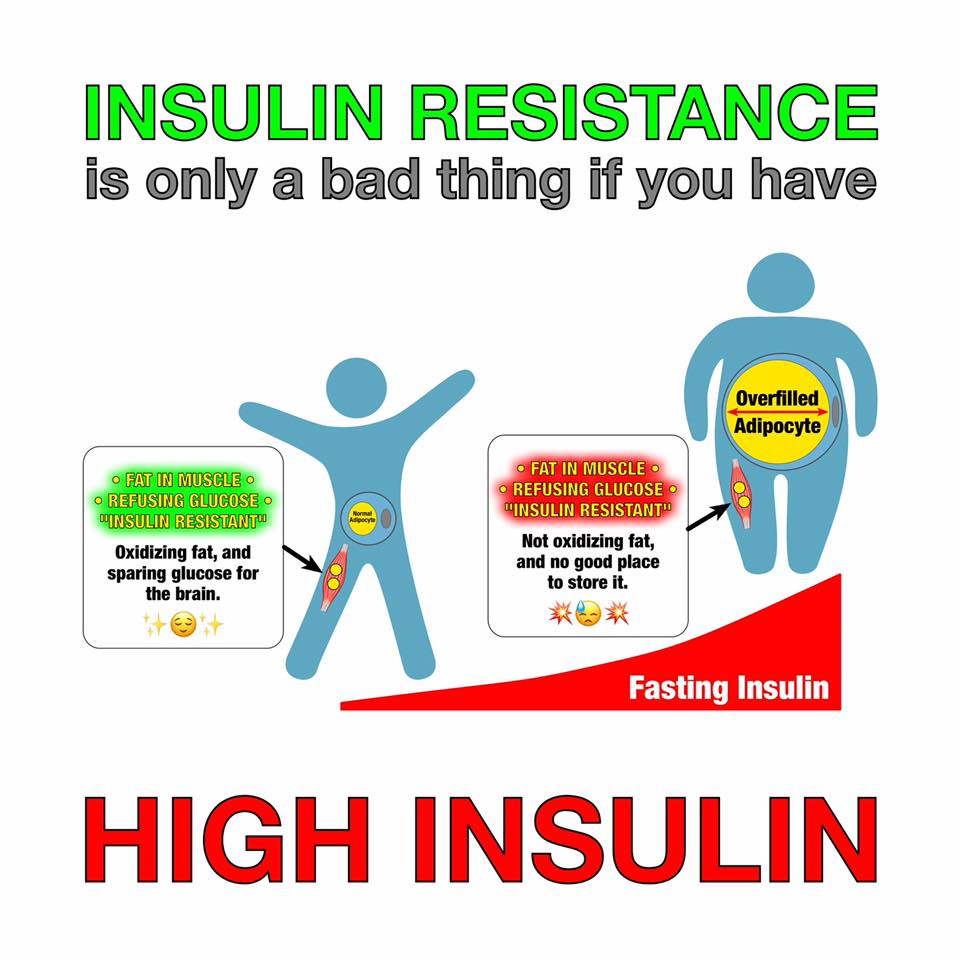 INSULIN RESISTANCE
is only a bad thing if you have
• FAT IN MUSCLE •
• REFUSING GLUCOSE •
"INSULIN RESISTANT"
Oxidizing fat, and
sparing glucose for
the brain.
Normal
Adipocyte
• FAT IN MUSCLE •
• REFUSING GLUCOSE •
"INSULIN RESISTANT"
Not oxidizing fat,
and no good place
to store it.
Overfilled
Adipocyte
Fasting Insulin
HIGH INSULIN